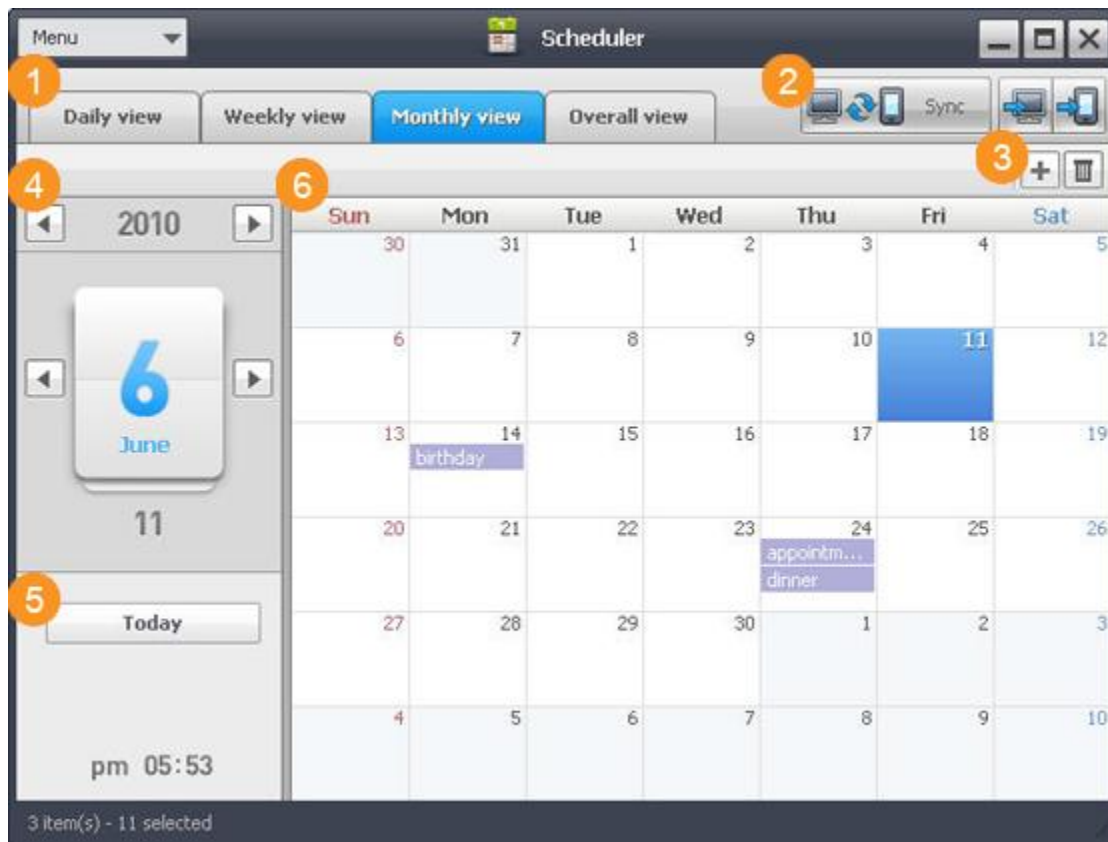 Menu
Scheduler
1
2
Daily view
Weekly view
Monthly view
Overall view
Sync
3
4
6
2010
Sun Mon Tue Wed Thu Fri Sat
30 31 1 2 3 4 5
6
June
11
6 7 8 9 10 11 12
13 14 15 16 17 18 19
birthday
20 21 22 23 24 25 26
appointm...
dinner
5
Today
27 28 29 30 1 2 3
4 5 6 7 8 9 10
pm 05:53
3 item(s) - 11 selected